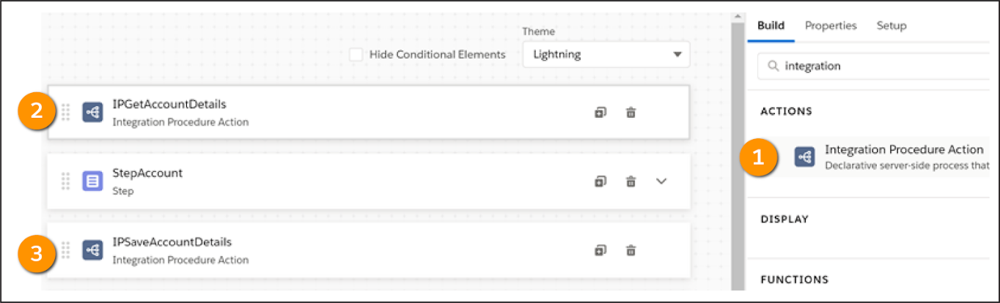 Theme
Hide Conditional Elements
Lightning
2
IPGetAccountDetails
Integration Procedure Action
StepAccount
Step
3
IPSaveAccountDetails
Integration Procedure Action
Build Properties Setup
integration
ACTIONS
1
Integration Procedure Action
Declarative server-side process that
DISPLAY
FUNCTIONS